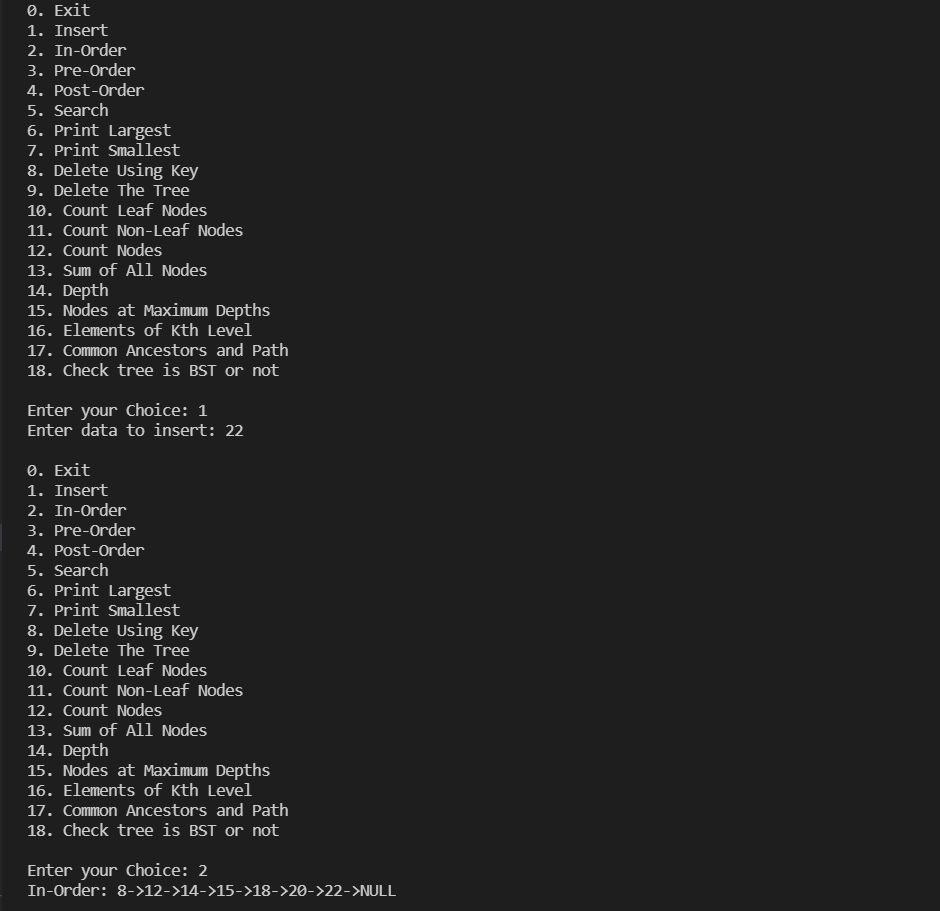 0. Exit
1. Insert
2. In-Order
3. Pre-Order
4. Post-Order
5. Search
6. Print Largest
7. Print Smallest
8. Delete Using Key
9. Delete The Tree
10. Count Leaf Nodes
11. Count Non-Leaf Nodes
12. Count Nodes
13. Sum of All Nodes
14. Depth
15. Nodes at Maximum Depths
16. Elements of Kth Level
17. Common Ancestors and Path
18. Check tree is BST or not
Enter your Choice: 1
Enter data to insert: 22
0. Exit
1. Insert
2. In-Order
3. Pre-Order
4. Post-Order
5. Search
6. Print Largest
7. Print Smallest
8. Delete Using Key
9. Delete The Tree
10. Count Leaf Nodes
11. Count Non-Leaf Nodes
12. Count Nodes
13. Sum of All Nodes
14. Depth
15. Nodes at Maximum Depths
16. Elements of Kth Level
17. Common Ancestors and Path
18. Check tree is BST or not
Enter your Choice: 2
In-Order: 8->12->14->15->18->20->22->NULL